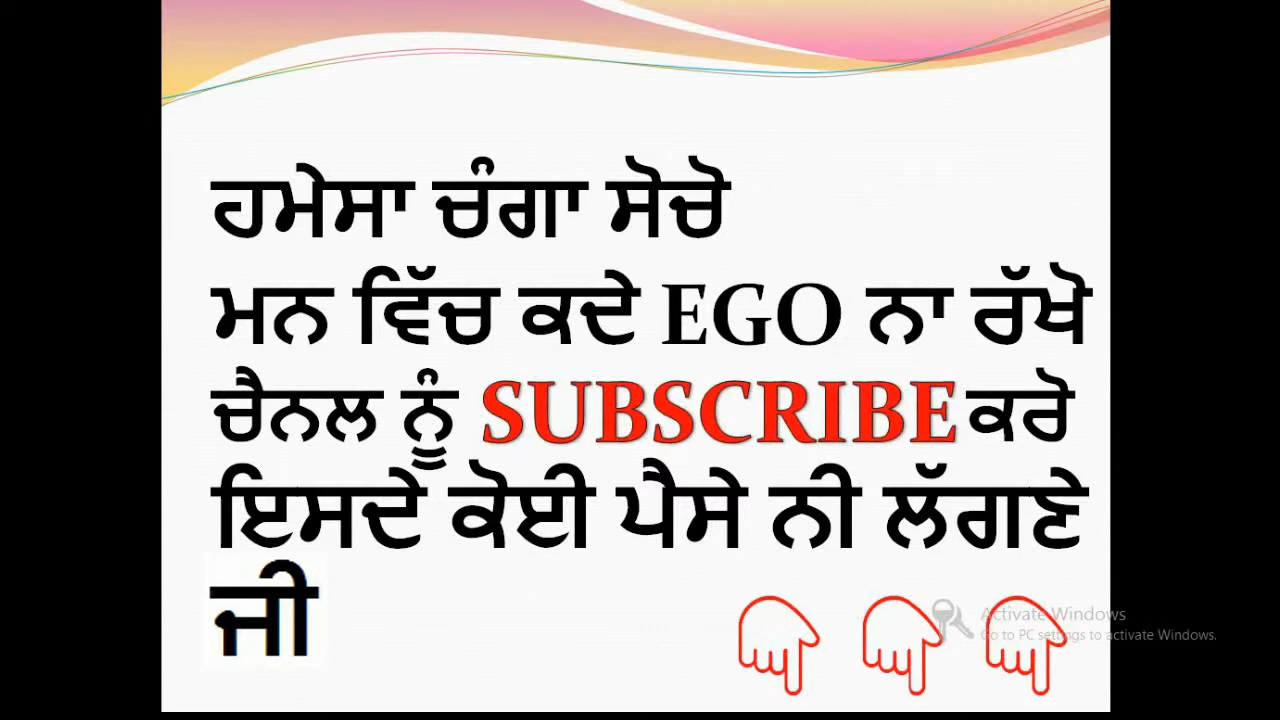 ਹਮੇਸਾ ਚੰਗਾ ਸੋਚੋ
ਮਨ ਵਿੱਚ ਕਦੇ EGO ਨਾ ਰੱਖੋ
ਚੈਨਲ ਨੂੰ SUBSCRIBE ਕਰੋ
ਇਸਦੇ ਕੋਈ ਪੈਸੇ ਨੀ ਲੱਗਣੇ
ਜੀ
Activate Windows
Go to PC settings to activate Windows.